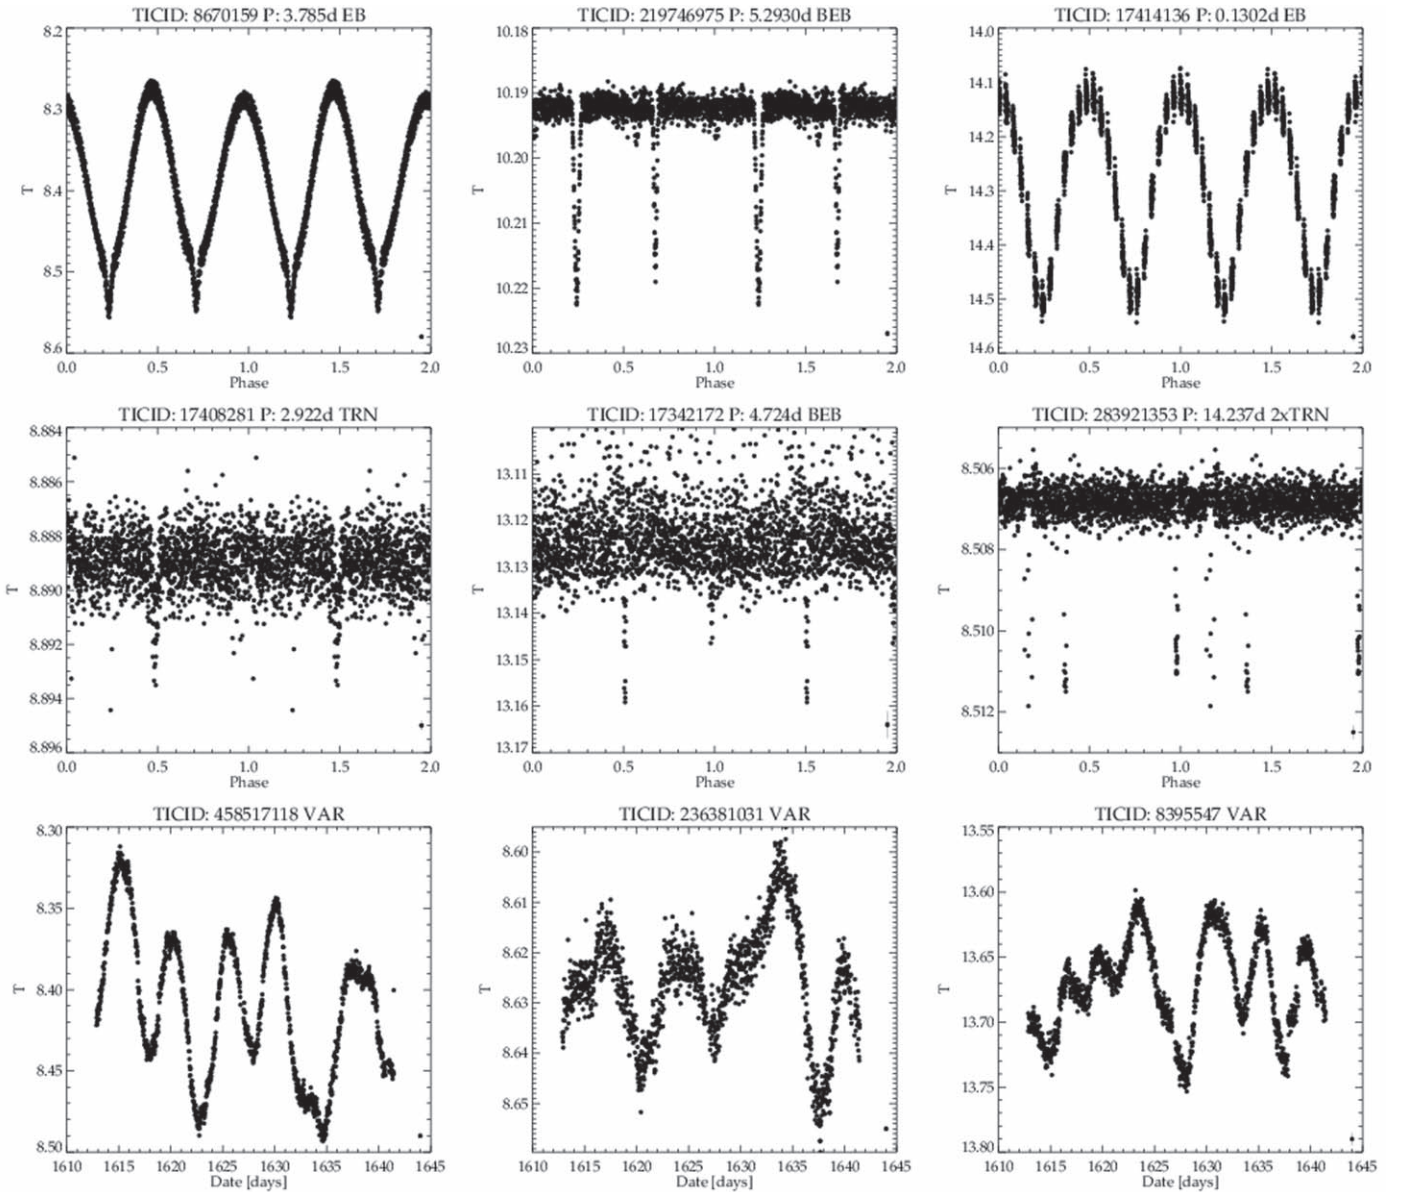 TICID: 8670159 P: 3.785d EB
8.2
8.3
8.4
8.5
8.6
T
0.0 0.5 1.0 1.5 2.0
Phase
TICID: 219746975 P: 5.2930d BEB
10.18
10.19
10.20
10.21
10.22
10.23
T
0.0 0.5 1.0 1.5 2.0
Phase
TICID: 17414136 P: 0.1302d EB
14.0
14.1
14.2
14.3
14.4
14.5
14.6
T
0.0 0.5 1.0 1.5 2.0
Phase
TICID: 17408281 P: 2.922d TRN
8.884
8.886
8.888
8.890
8.892
8.894
8.896
T
0.0 0.5 1.0 1.5 2.0
Phase
TICID: 17342172 P: 4.724d BEB
13.11
13.12
13.13
13.14
13.15
13.16
13.17
T
0.0 0.5 1.0 1.5 2.0
Phase
TICID: 283921353 P: 14.237d 2xTRN
8.506
8.508
8.510
8.512
T
0.0 0.5 1.0 1.5 2.0
Phase
TICID: 458517118 VAR
8.30
8.35
8.40
8.45
8.50
T
1610 1615 1620 1625 1630 1635 1640 1645
Date [days]
TICID: 236381031 VAR
8.60
8.61
8.62
8.63
8.64
8.65
T
1610 1615 1620 1625 1630 1635 1640 1645
Date [days]
TICID: 8395547 VAR
13.55
13.60
13.65
13.70
13.75
13.80
T
1610 1615 1620 1625 1630 1635 1640 1645
Date [days]